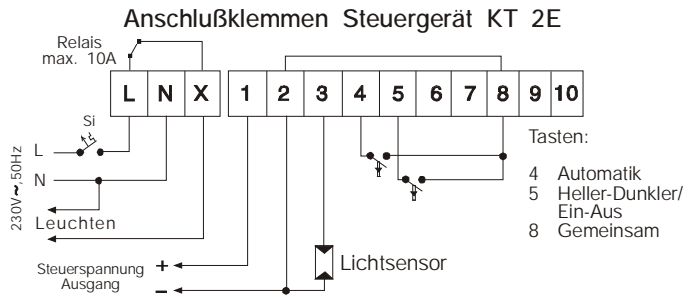 Anschlußklemmen Steuergerät KT 2E
Relais
max. 10A
L N X 1 2 3 4 5 6 7 8 9 10
Si
L
N
230V~,50Hz
Leuchten
Steuerspannung
Ausgang
+
–
Lichtsensor
Tasten:
4 Automatik
5 Heller-Dunkler/
Ein-Aus
8 Gemeinsam